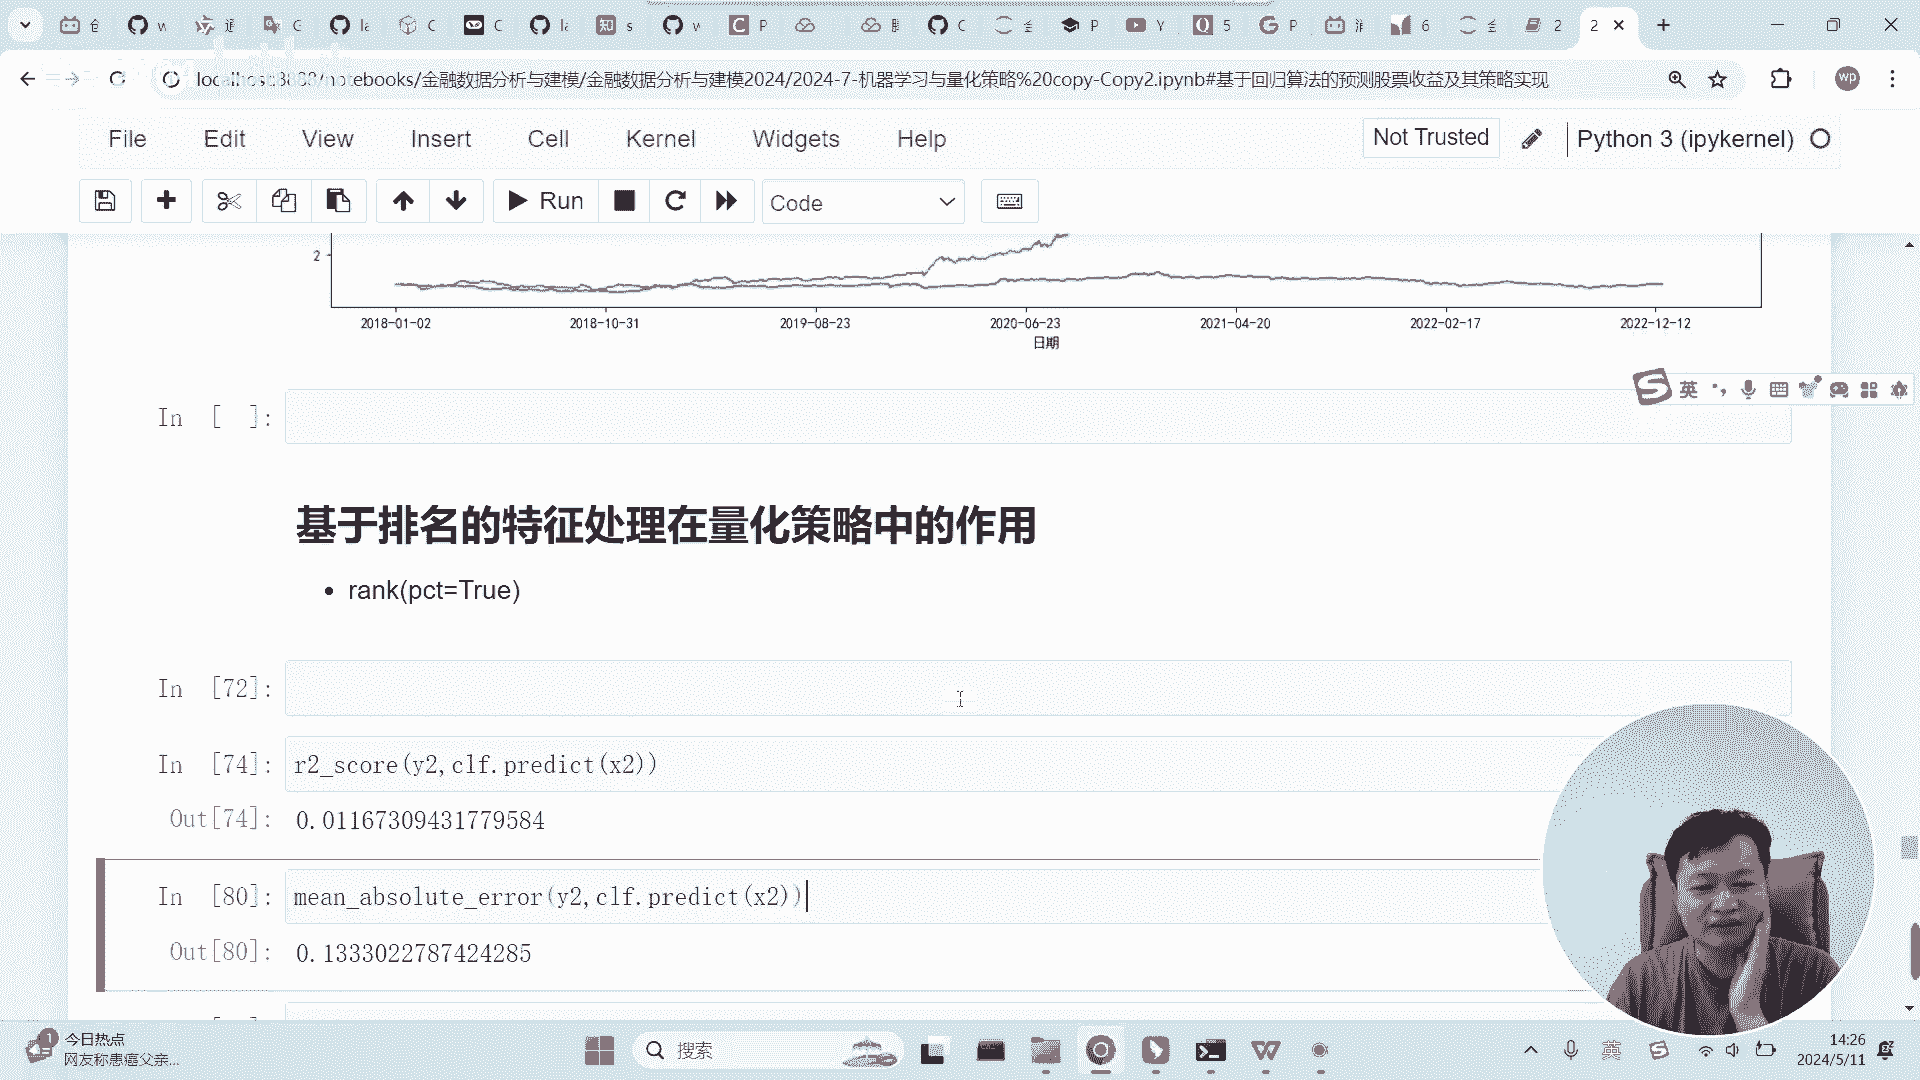 localhost:8888/notebooks/金融数据分析与建模/金融数据分析与建模2024/2024-7-机器学习与量化策略%20copy-Copy2.ipynb#基于回归算法的预测股票收益及其策略实现
wp
File Edit View Insert Cell Kernel Widgets Help
Not Trusted
Python 3 (ipykernel)
Run
Code
2
2018-01-02 2018-10-31 2019-08-23 2020-06-23 2021-04-20 2022-02-17 2022-12-12
日期
英
In [ ]:
基于排名的特征处理在量化策略中的作用
• rank(pct=True)
In [72]:
In [74]: r2_score(y2,clf.predict(x2))
Out[74]: 0.01167309431779584
In [80]: mean_absolute_error(y2,clf.predict(x2))
Out[80]: 0.1333022787424285
1
今日热点
网友称患癌父亲...
搜索
英
14:26
2024/5/11